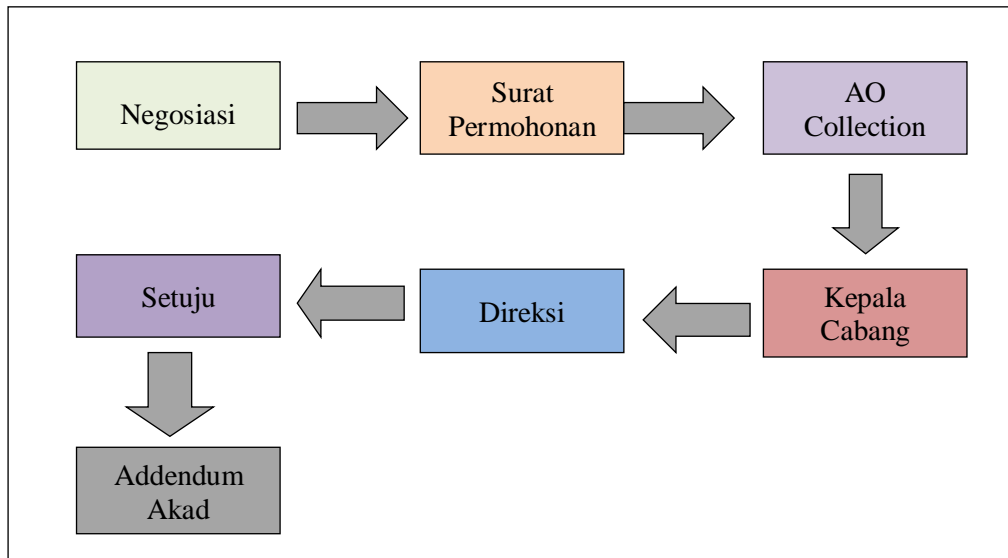 Negosiasi
Surat
Permohonan
AO
Collection
Kepala
Cabang
Direksi
Setuju
Addendum
Akad